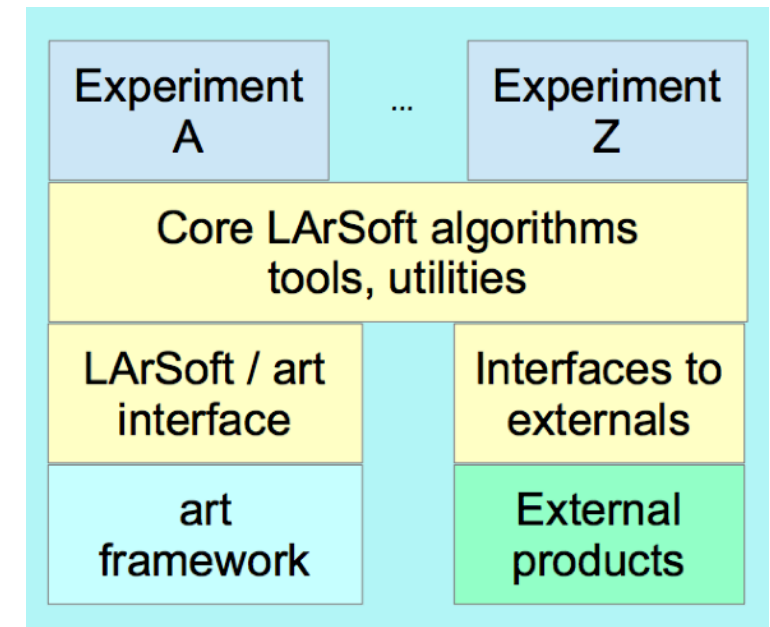 Experiment
A
...
Experiment
Z
Core LArSoft algorithms
tools, utilities
LArSoft / art
interface
Interfaces to
externals
art
framework
External
products